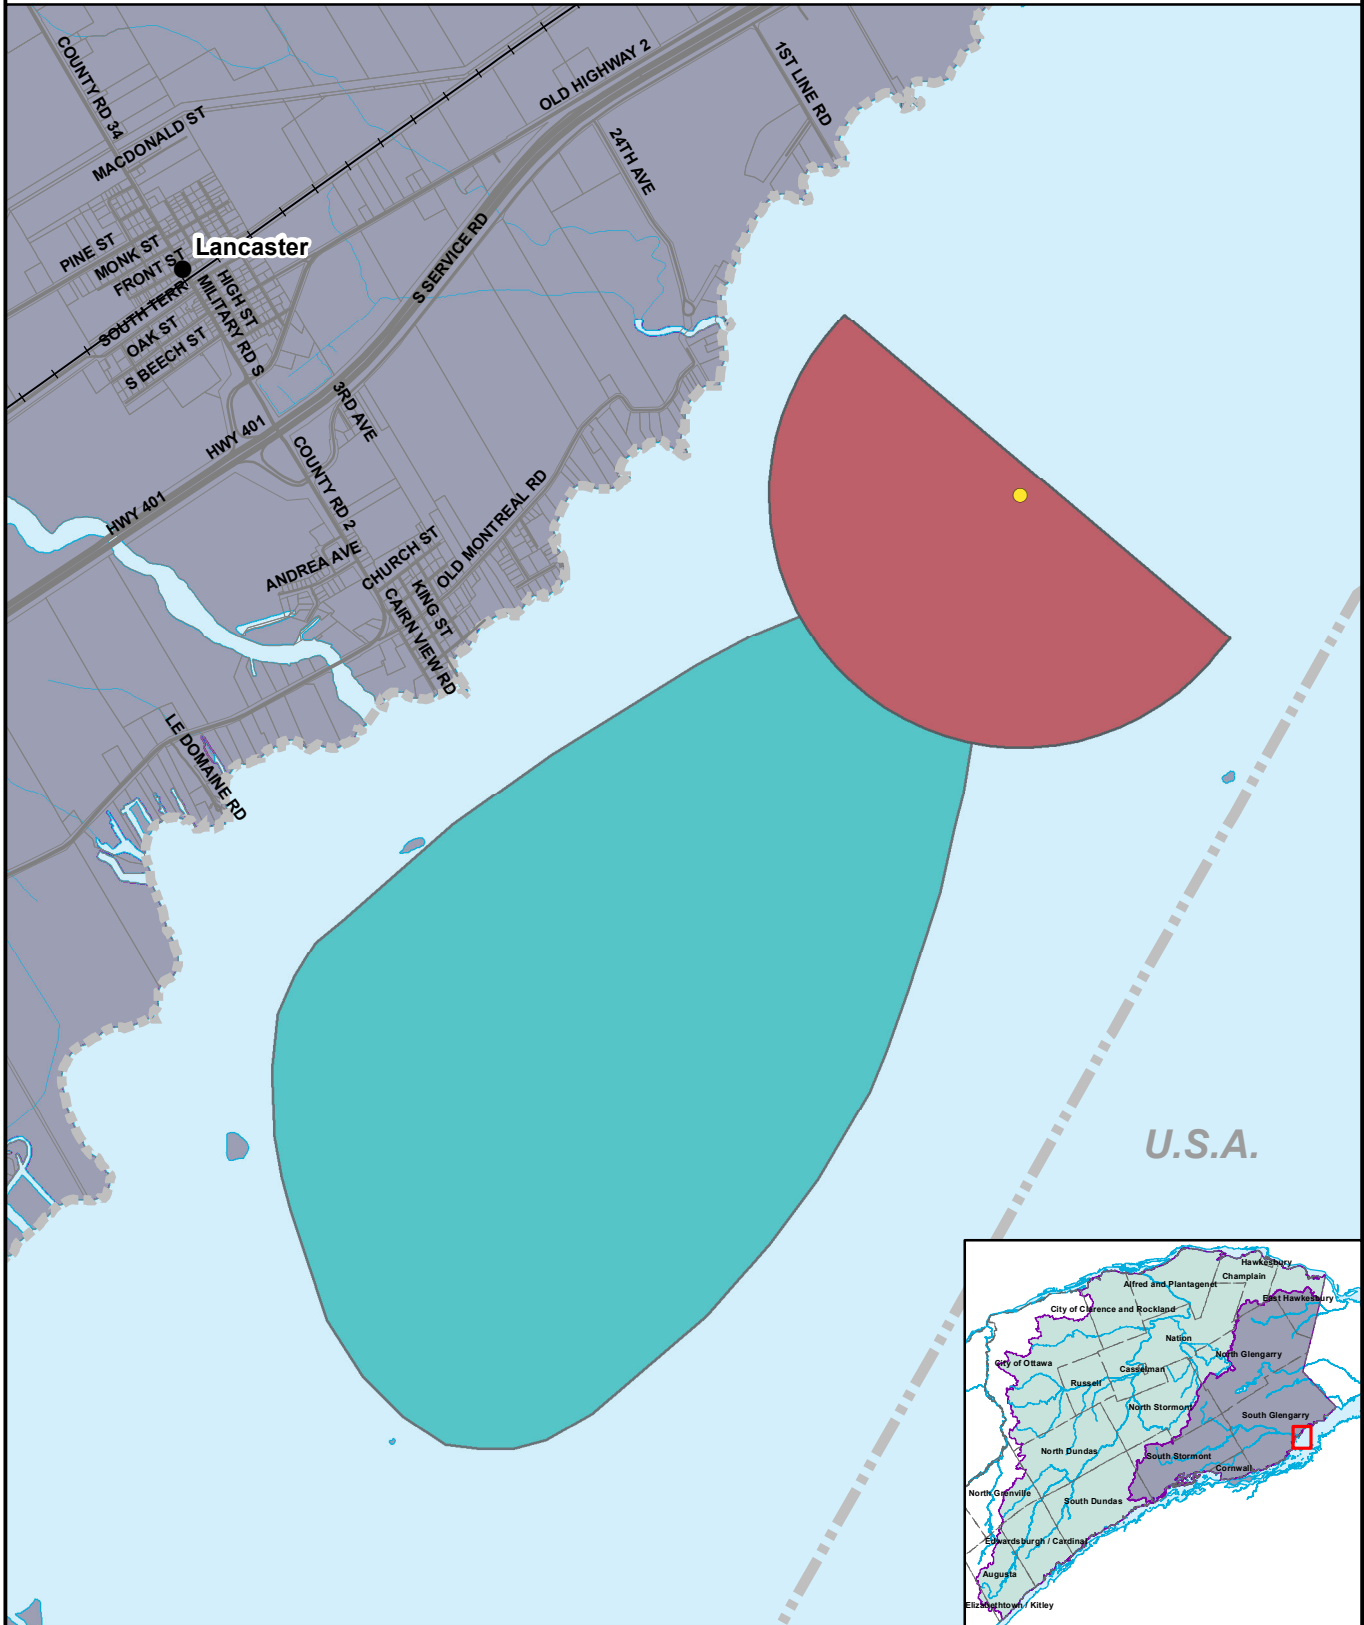 COUNTY RD 34
MACDONALD ST
OLD HIGHWAY 2
1ST LINE RD
24TH AVE
PINE ST
MONK ST
FRONT ST
Lancaster
SOUTH TERR
HIGH ST
MILITARY RD S
OAK ST
S BEECH ST
S SERVICE RD
HWY 401
3RD AVE
COUNTY RD 2
HWY 401
OLD MONTREAL RD
ANDREA AVE
CHURCH ST
KING ST
CAIRN VIEW RD
LE DOMAINE RD
U.S.A.
Hawkesbury
Champlain
Alfred and Plantagenet
East Hawkesbury
City of Clarence and Rockland
Nation
North Glengarry
City of Ottawa
Casselman
Russell
North Stormont
South Glengarry
North Dundas
South Stormont
Cornwall
North Grenville
South Dundas
Edwardsburgh / Cardinal
Augusta
Elizabethtown / Kitley